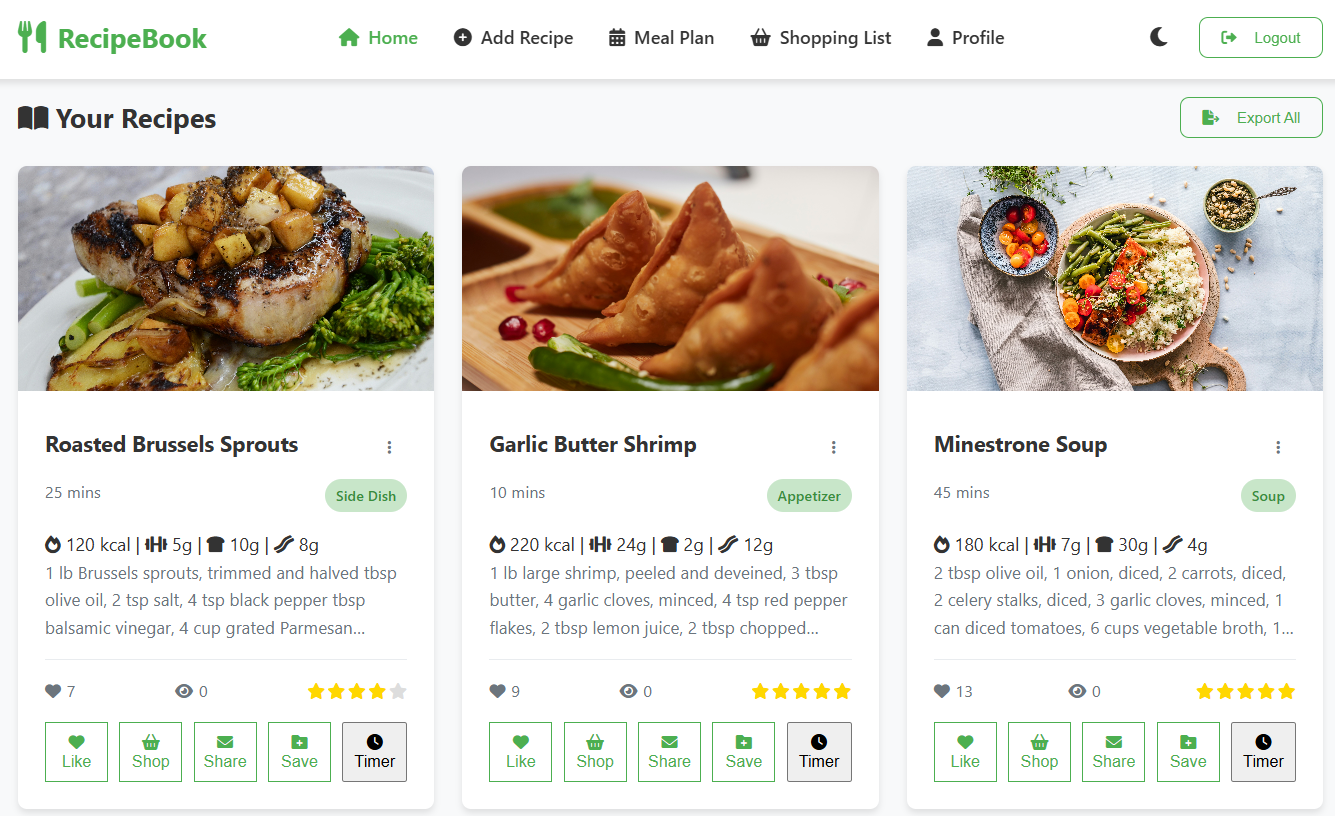 RecipeBook
Home
Add Recipe
Meal Plan
Shopping List
Profile
Logout
Your Recipes
Export All
Roasted Brussels Sprouts
25 mins
Side Dish
120 kcal | 5g | 10g | 8g
1 lb Brussels sprouts, trimmed and halved tbsp
olive oil, 2 tsp salt, 4 tsp black pepper tbsp
balsamic vinegar, 4 cup grated Parmesan...
7
0
Like
Shop
Share
Save
Timer
Garlic Butter Shrimp
10 mins
Appetizer
220 kcal | 24g | 2g | 12g
1 lb large shrimp, peeled and deveined, 3 tbsp
butter, 4 garlic cloves, minced, 4 tsp red pepper
flakes, 2 tbsp lemon juice, 2 tbsp chopped...
9
0
Like
Shop
Share
Save
Timer
Minestrone Soup
45 mins
Soup
180 kcal | 7g | 30g | 4g
2 tbsp olive oil, 1 onion, diced, 2 carrots, diced,
2 celery stalks, diced, 3 garlic cloves, minced, 1
can diced tomatoes, 6 cups vegetable broth, 1...
13
0
Like
Shop
Share
Save
Timer